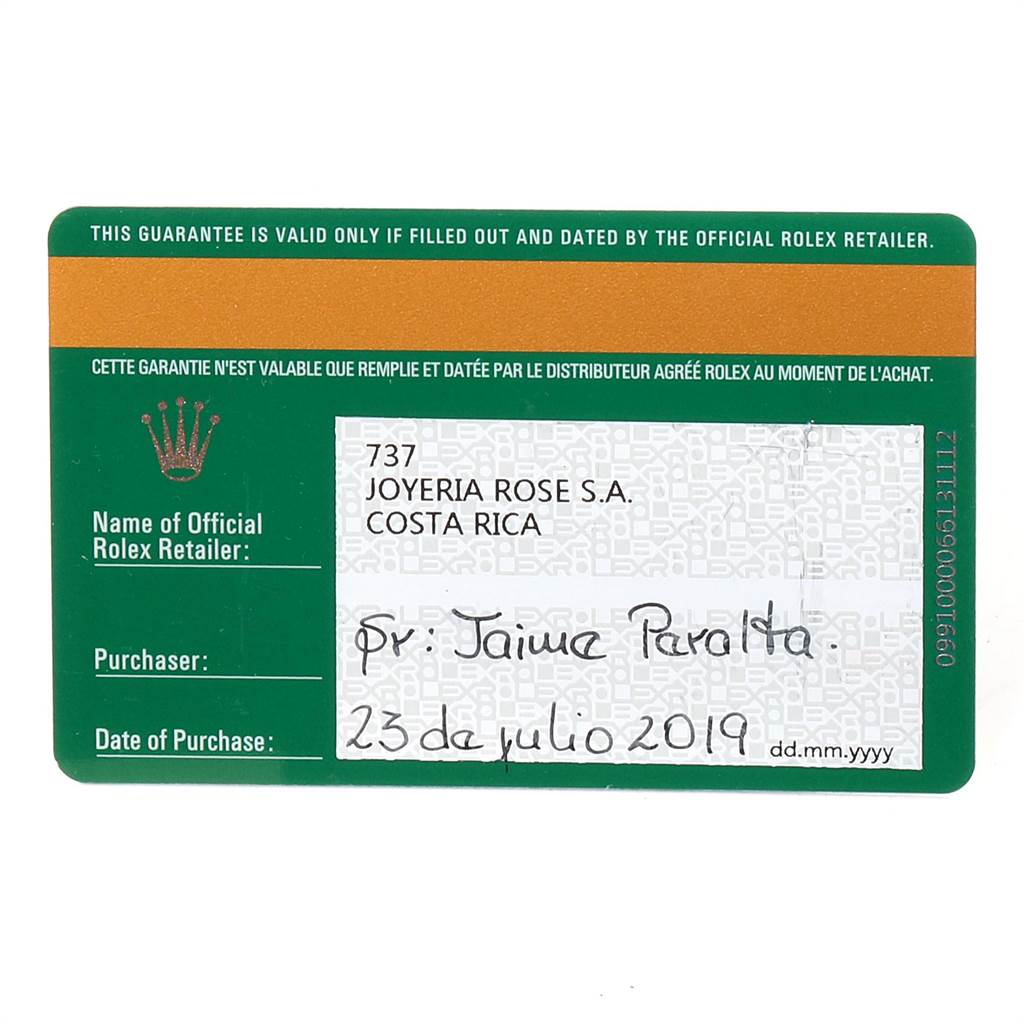 THIS GUARANTEE IS VALID ONLY IF FILLED OUT AND DATED BY THE OFFICIAL ROLEX RETAILER.
CETTE GARANTIE N'EST VALABLE QUE REMPLIE ET DATÉE PAR LE DISTRIBUTEUR AGRÉÉ ROLEX AU MOMENT DE L'ACHAT.
737
JOYERIA ROSE S.A.
COSTA RICA
Name of Official
Rolex Retailer:
Purchaser:
Sr: Jaime Peralta.
Date of Purchase:
23 de julio 2019
dd.mm.yyyy
0991000066131112